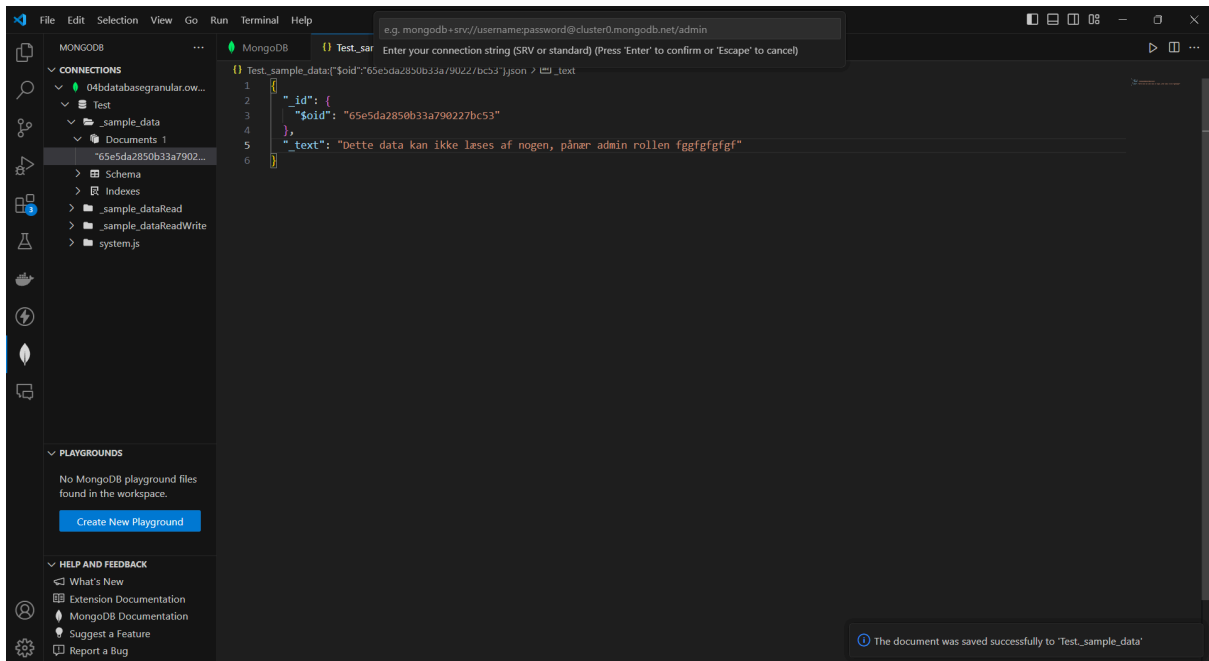 File Edit Selection View Go Run Terminal Help
e.g. mongodb+srv://username:password@cluster0.mongodb.net/admin
Enter your connection string (SRV or standard) (Press 'Enter' to confirm or 'Escape' to cancel)
MONGODB ...
MongoDB
{} Test._sar
CONNECTIONS
04bdatabasegranular.ow...
Test
_sample_data
Documents 1
"65e5da2850b33a7902...
Schema
Indexes
_sample_dataRead
_sample_dataReadWrite
system.js
{} Test._sample_data:{"$oid":"65e5da2850b33a790227bc53"}.json > _text
1 {
2 "_id": {
3 "$oid": "65e5da2850b33a790227bc53"
4 },
5 "_text": "Dette data kan ikke læses af nogen, pånær admin rollen fggfgfgfgf"
6 }
3
PLAYGROUNDS
No MongoDB playground files
found in the workspace.
Create New Playground
HELP AND FEEDBACK
What's New
Extension Documentation
MongoDB Documentation
Suggest a Feature
Report a Bug
The document was saved successfully to 'Test._sample_data'